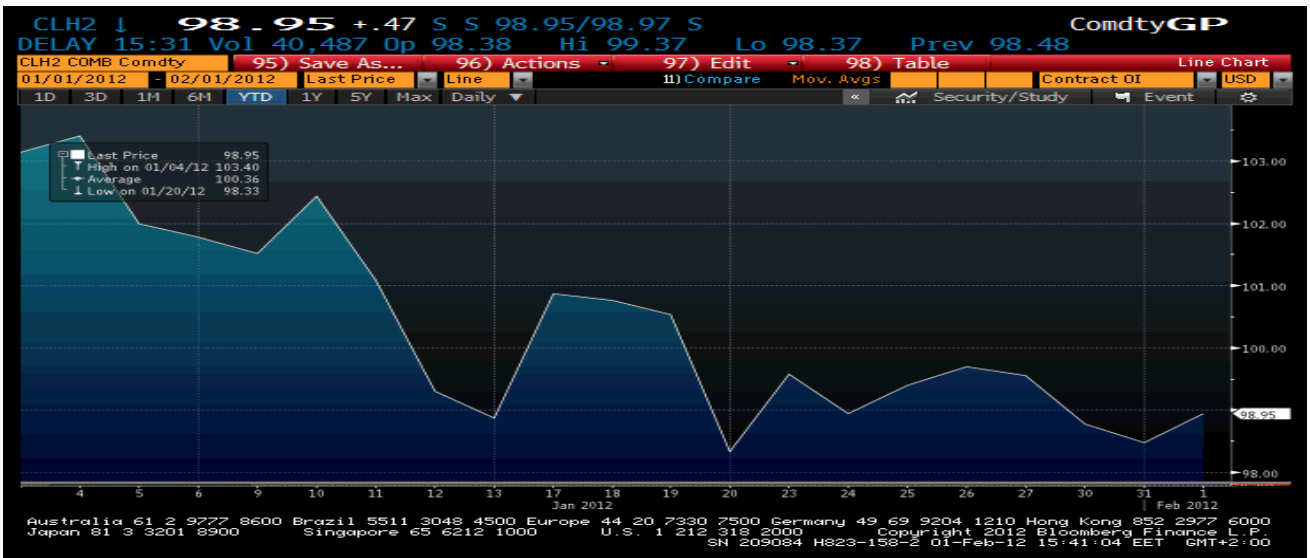 CLH2 ↓ 98.95 +.47 S S 98.95/98.97 S ComdtyGP
DELAY 15:31 Vol 40,487 Op 98.38 Hi 99.37 Lo 98.37 Prev 98.48
CLH2 COMB Comdty 95) Save As... 96) Actions 97) Edit 98) Table Line Chart
01/01/2012 - 02/01/2012 Last Price Line 11) Compare Mov. Avgs Contract OI USD
1D 3D 1M 6M YTD 1Y 5Y Max Daily ▼ « Security/Study Event
Last Price 98.95
High on 01/04/12 103.40
Average 100.36
Low on 01/20/12 98.33
103.00
102.00
101.00
100.00
98.95
98.00
4 5 6 9 10 11 12 13 17 18 19 20 23 24 25 26 27 30 31 1
Jan 2012 Feb 2012
Australia 61 2 9777 8600 Brazil 5511 3048 4500 Europe 44 20 7330 7500 Germany 49 69 9204 1210 Hong Kong 852 2977 6000
Japan 81 3 3201 8900 Singapore 65 6212 1000 U.S. 1 212 318 2000 Copyright 2012 Bloomberg Finance L.P.
SN 209084 H823-158-2 01-Feb-12 15:41:04 EET GMT+2:00